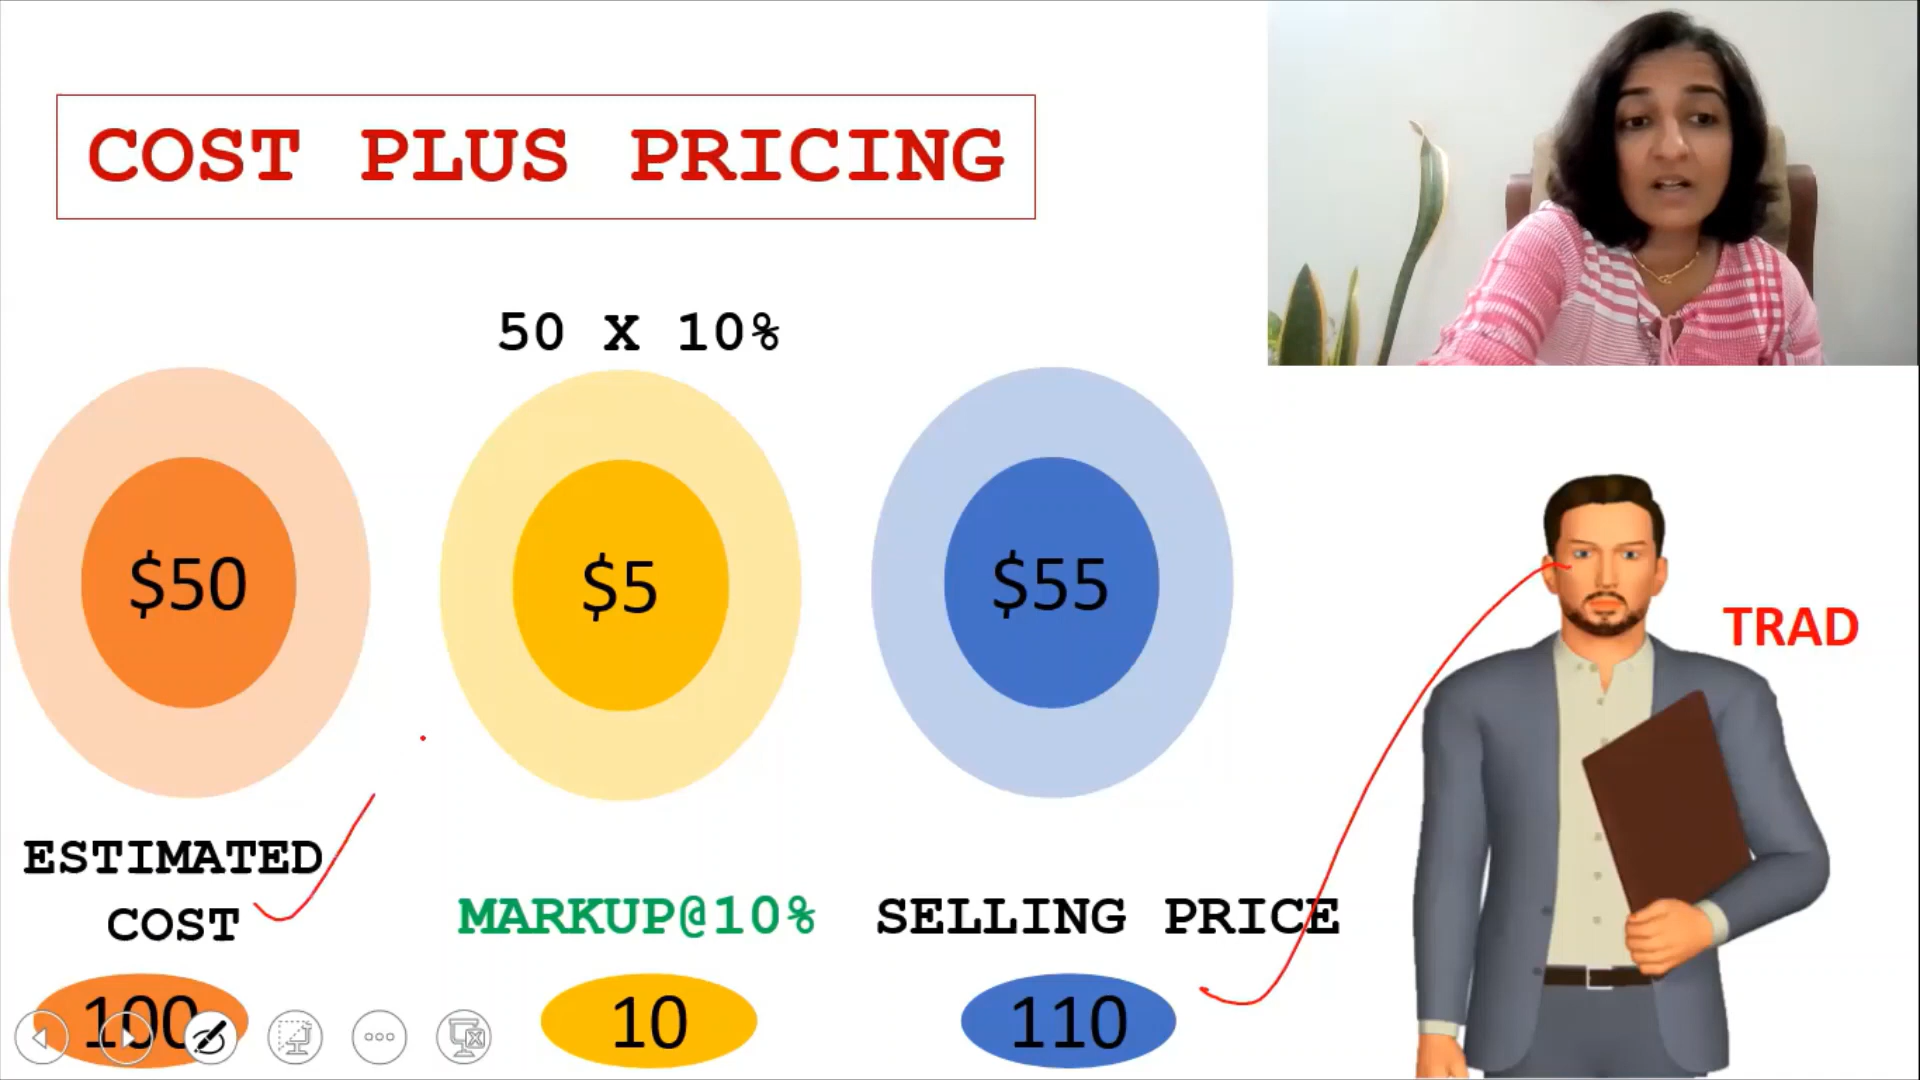 COST PLUS PRICING
50 X 10%
$50
$5
$55
TRAD
ESTIMATED
COST
MARKUP@10%
SELLING PRICE
100
10
110